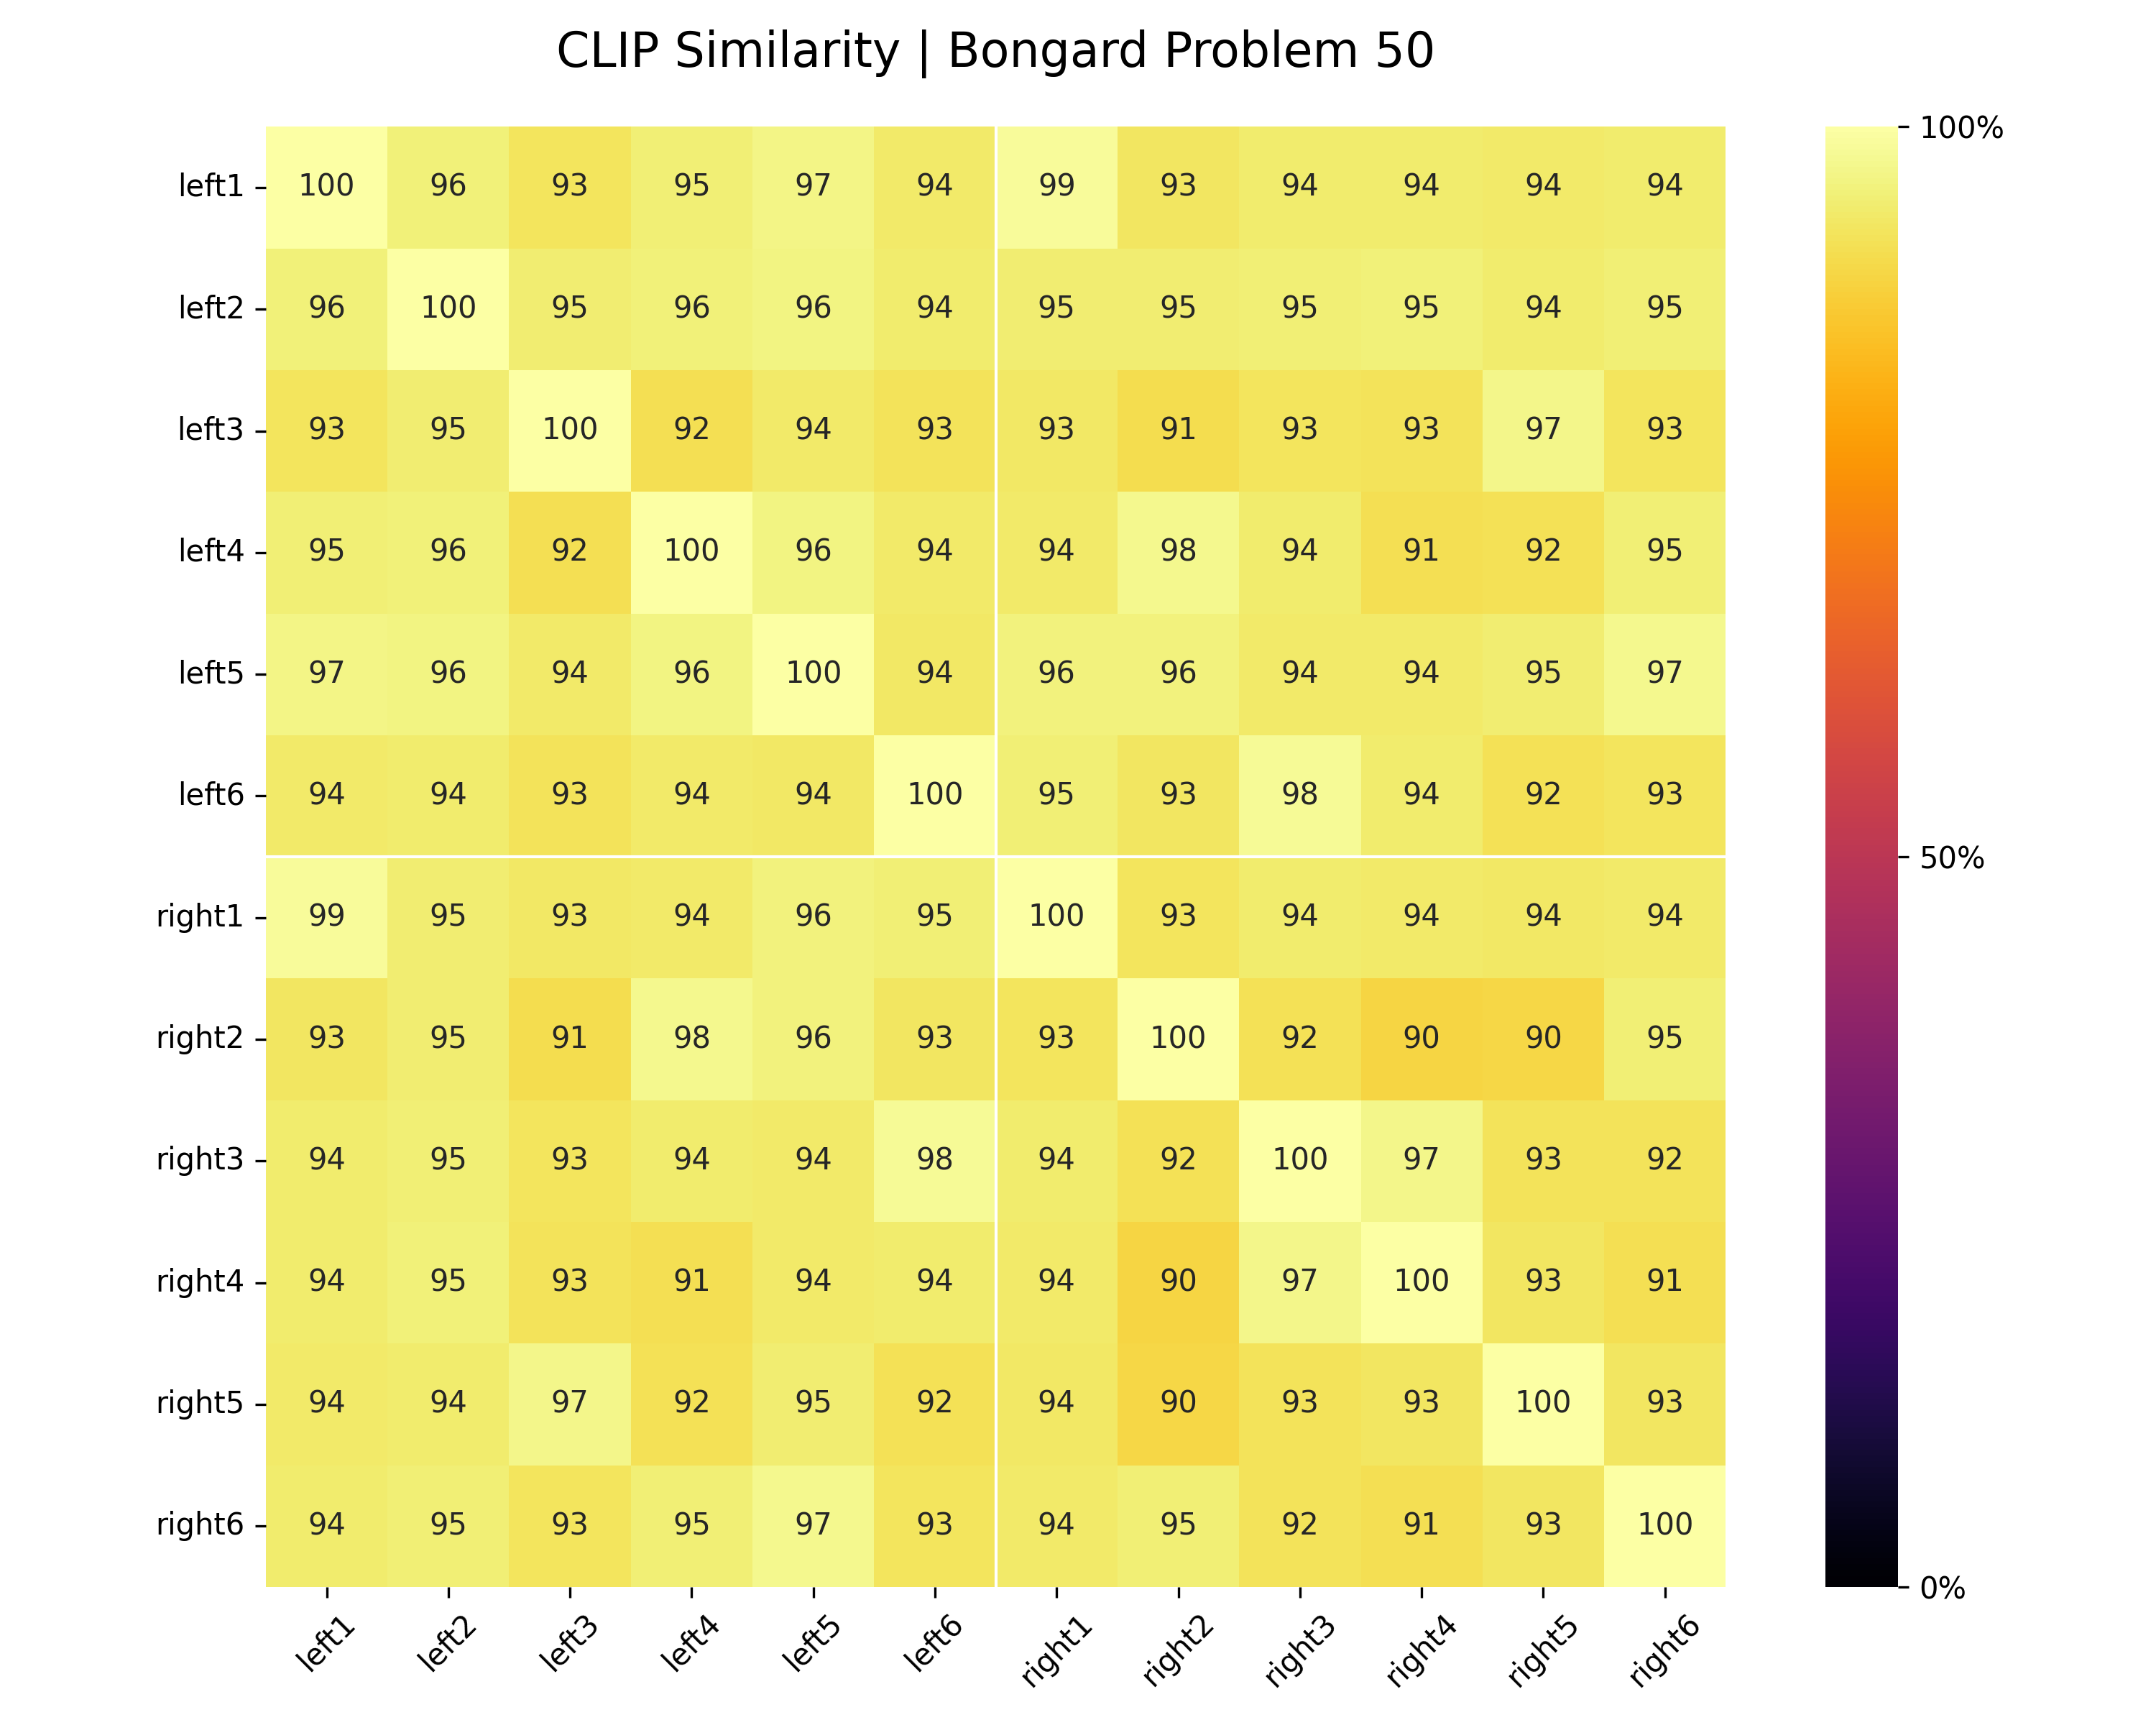 CLIP Similarity | Bongard Problem 50
left1 100 96 93 95 97 94 99 93 94 94 94 94
left2 96 100 95 96 96 94 95 95 95 95 94 95
left3 93 95 100 92 94 93 93 91 93 93 97 93
left4 95 96 92 100 96 94 94 98 94 91 92 95
left5 97 96 94 96 100 94 96 96 94 94 95 97
left6 94 94 93 94 94 100 95 93 98 94 92 93
right1 99 95 93 94 96 95 100 93 94 94 94 94
right2 93 95 91 98 96 93 93 100 92 90 90 95
right3 94 95 93 94 94 98 94 92 100 97 93 92
right4 94 95 93 91 94 94 94 90 97 100 93 91
right5 94 94 97 92 95 92 94 90 93 93 100 93
right6 94 95 93 95 97 93 94 95 92 91 93 100
left1 left2 left3 left4 left5 left6 right1 right2 right3 right4 right5 right6
100%
50%
0%